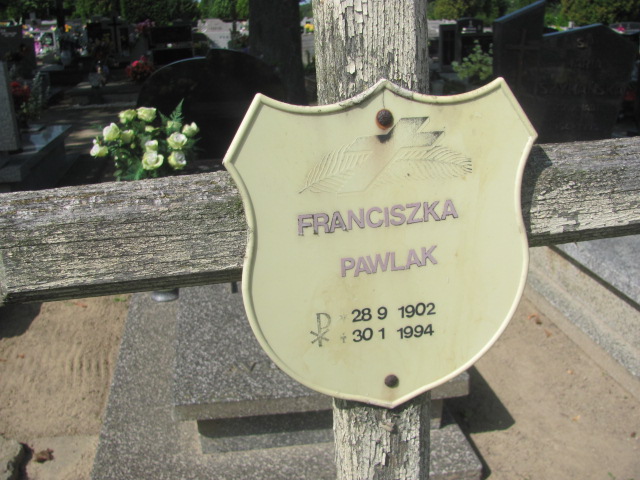 FRANCISZKA
PAWLAK
* 28 9 1902
+ 30 1 1994